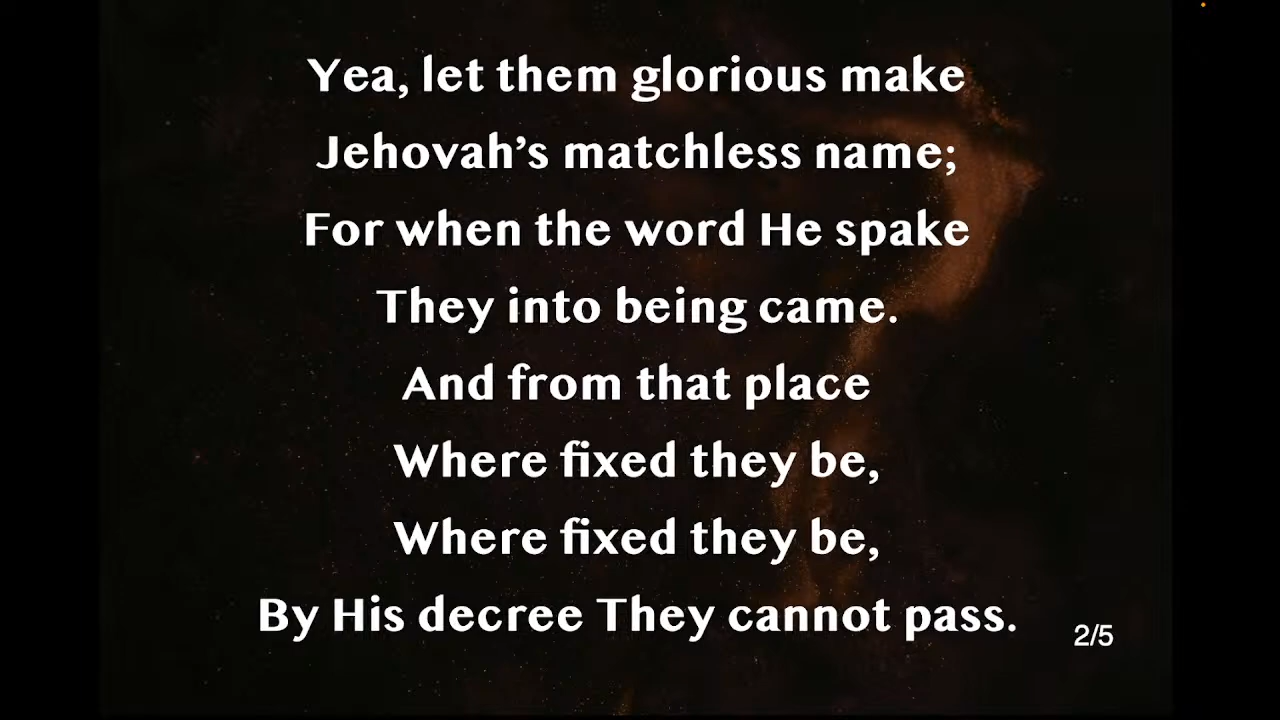 Yea, let them glorious make
Jehovah’s matchless name;
For when the word He spake
They into being came.
And from that place
Where fixed they be,
Where fixed they be,
By His decree They cannot pass.
2/5